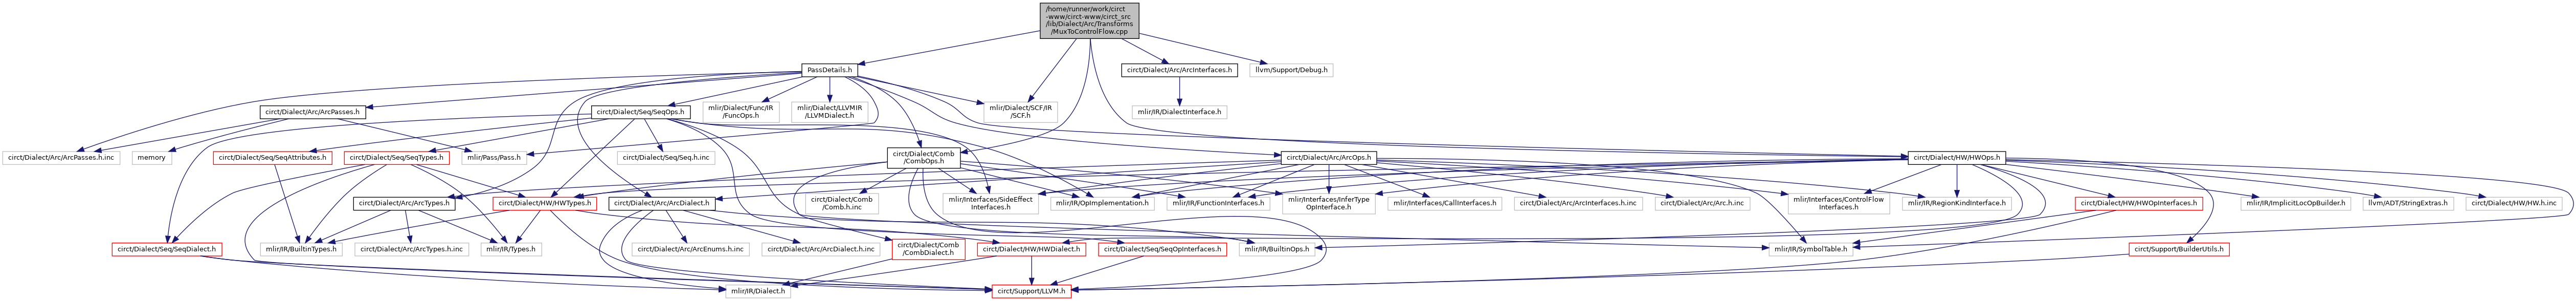 /home/runner/work/circt
-www/circt-www/circt_src
/lib/Dialect/Arc/Transforms
/MuxToControlFlow.cpp
PassDetails.h
circt/Dialect/Arc/ArcInterfaces.h
llvm/Support/Debug.h
circt/Dialect/Arc/ArcPasses.h
circt/Dialect/Seq/SeqOps.h
mlir/Dialect/Func/IR
/FuncOps.h
mlir/Dialect/LLVMIR
/LLVMDialect.h
mlir/Dialect/SCF/IR
/SCF.h
mlir/IR/DialectInterface.h
circt/Dialect/Arc/ArcPasses.h.inc
memory
circt/Dialect/Seq/SeqAttributes.h
circt/Dialect/Seq/SeqTypes.h
mlir/Pass/Pass.h
circt/Dialect/Seq/Seq.h.inc
circt/Dialect/Comb
/CombOps.h
circt/Dialect/Arc/ArcOps.h
circt/Dialect/HW/HWOps.h
circt/Dialect/Arc/ArcTypes.h
circt/Dialect/HW/HWTypes.h
circt/Dialect/Arc/ArcDialect.h
circt/Dialect/Comb
/Comb.h.inc
mlir/Interfaces/SideEffect
Interfaces.h
mlir/IR/OpImplementation.h
mlir/IR/FunctionInterfaces.h
mlir/Interfaces/InferType
OpInterface.h
mlir/Interfaces/CallInterfaces.h
circt/Dialect/Arc/ArcInterfaces.h.inc
circt/Dialect/Arc/Arc.h.inc
mlir/Interfaces/ControlFlow
Interfaces.h
mlir/IR/RegionKindInterface.h
circt/Dialect/HW/HWOpInterfaces.h
mlir/IR/ImplicitLocOpBuilder.h
llvm/ADT/StringExtras.h
circt/Dialect/HW/HW.h.inc
circt/Dialect/Seq/SeqDialect.h
mlir/IR/BuiltinTypes.h
circt/Dialect/Arc/ArcTypes.h.inc
mlir/IR/Types.h
circt/Dialect/Arc/ArcEnums.h.inc
circt/Dialect/Arc/ArcDialect.h.inc
circt/Dialect/Comb
/CombDialect.h
circt/Dialect/HW/HWDialect.h
circt/Dialect/Seq/SeqOpInterfaces.h
mlir/IR/BuiltinOps.h
mlir/IR/SymbolTable.h
circt/Support/BuilderUtils.h
mlir/IR/Dialect.h
circt/Support/LLVM.h